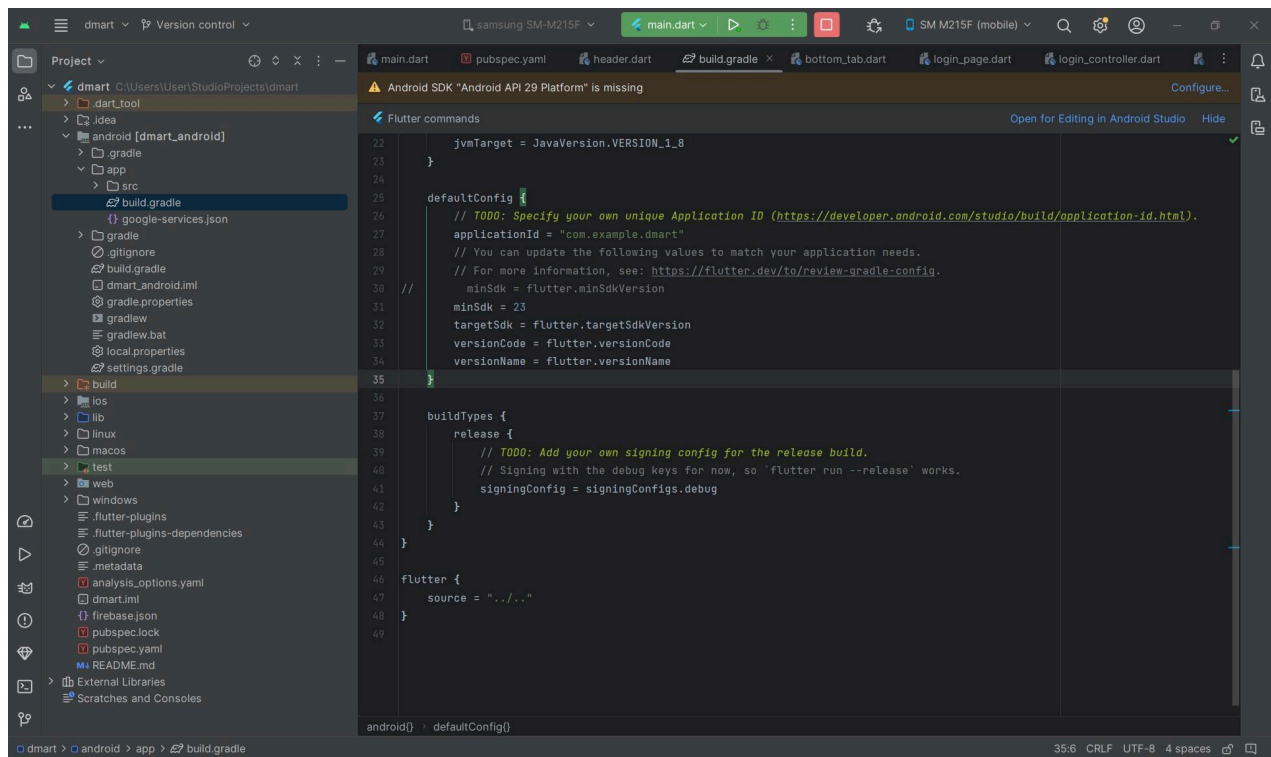 dmart Version control samsung SM-M215F main.dart SM M215F (mobile)
Project
main.dart pubspec.yaml header.dart build.gradle bottom_tab.dart login_page.dart login_controller.dart
Android SDK "Android API 29 Platform" is missing Configure...
Flutter commands Open for Editing in Android Studio Hide
dmart C:\Users\User\StudioProjects\dmart
.dart_tool
.idea
android [dmart_android]
.gradle
app
src
build.gradle
google-services.json
gradle
.gitignore
build.gradle
dmart_android.iml
gradle.properties
gradlew
gradlew.bat
local.properties
settings.gradle
build
ios
lib
linux
macos
test
web
windows
.flutter-plugins
.flutter-plugins-dependencies
.gitignore
.metadata
analysis_options.yaml
dmart.iml
firebase.json
pubspec.lock
pubspec.yaml
README.md
External Libraries
Scratches and Consoles
22 jvmTarget = JavaVersion.VERSION_1_8
23 }
24
25 defaultConfig {
26 // TODO: Specify your own unique Application ID (https://developer.android.com/studio/build/application-id.html).
27 applicationId = "com.example.dmart"
28 // You can update the following values to match your application needs.
29 // For more information, see: https://flutter.dev/to/review-gradle-config.
30 // minSdk = flutter.minSdkVersion
31 minSdk = 23
32 targetSdk = flutter.targetSdkVersion
33 versionCode = flutter.versionCode
34 versionName = flutter.versionName
35 }
36
37 buildTypes {
38 release {
39 // TODO: Add your own signing config for the release build.
40 // Signing with the debug keys for now, so `flutter run --release` works.
41 signingConfig = signingConfigs.debug
42 }
43 }
44 }
45
46 flutter {
47 source = "../.."
48 }
49
android{} › defaultConfig{}
dmart > android > app > build.gradle 35:6 CRLF UTF-8 4 spaces